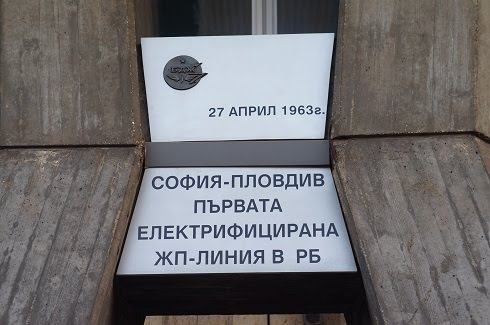 27 АПРИЛ 1963г.
СОФИЯ-ПЛОВДИВ
ПЪРВАТА
ЕЛЕКТРИФИЦИРАНА
ЖП-ЛИНИЯ В РБ